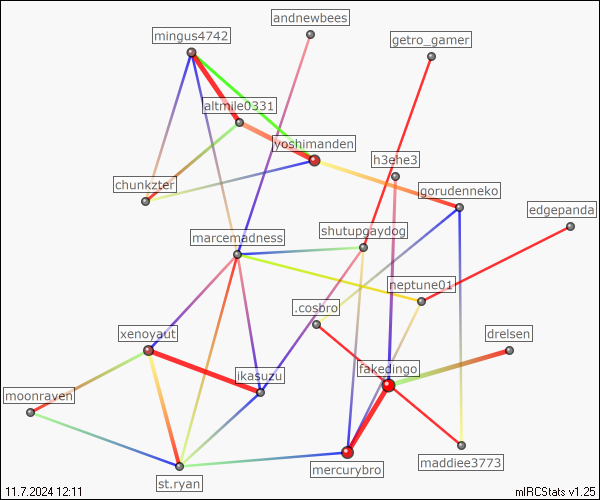 andnewbees
mingus4742
getro_gamer
altmile0331
yoshimanden
h3ehe3
chunkzter
gorudenneko
edgepanda
shutupgaydog
marcemadness
neptune01
.cosbro
xenoyaut
drelsen
fakedingo
ikasuzu
moonraven
maddiee3773
mercurybro
st.ryan
11.7.2024 12:11
mIRCStats v1.25